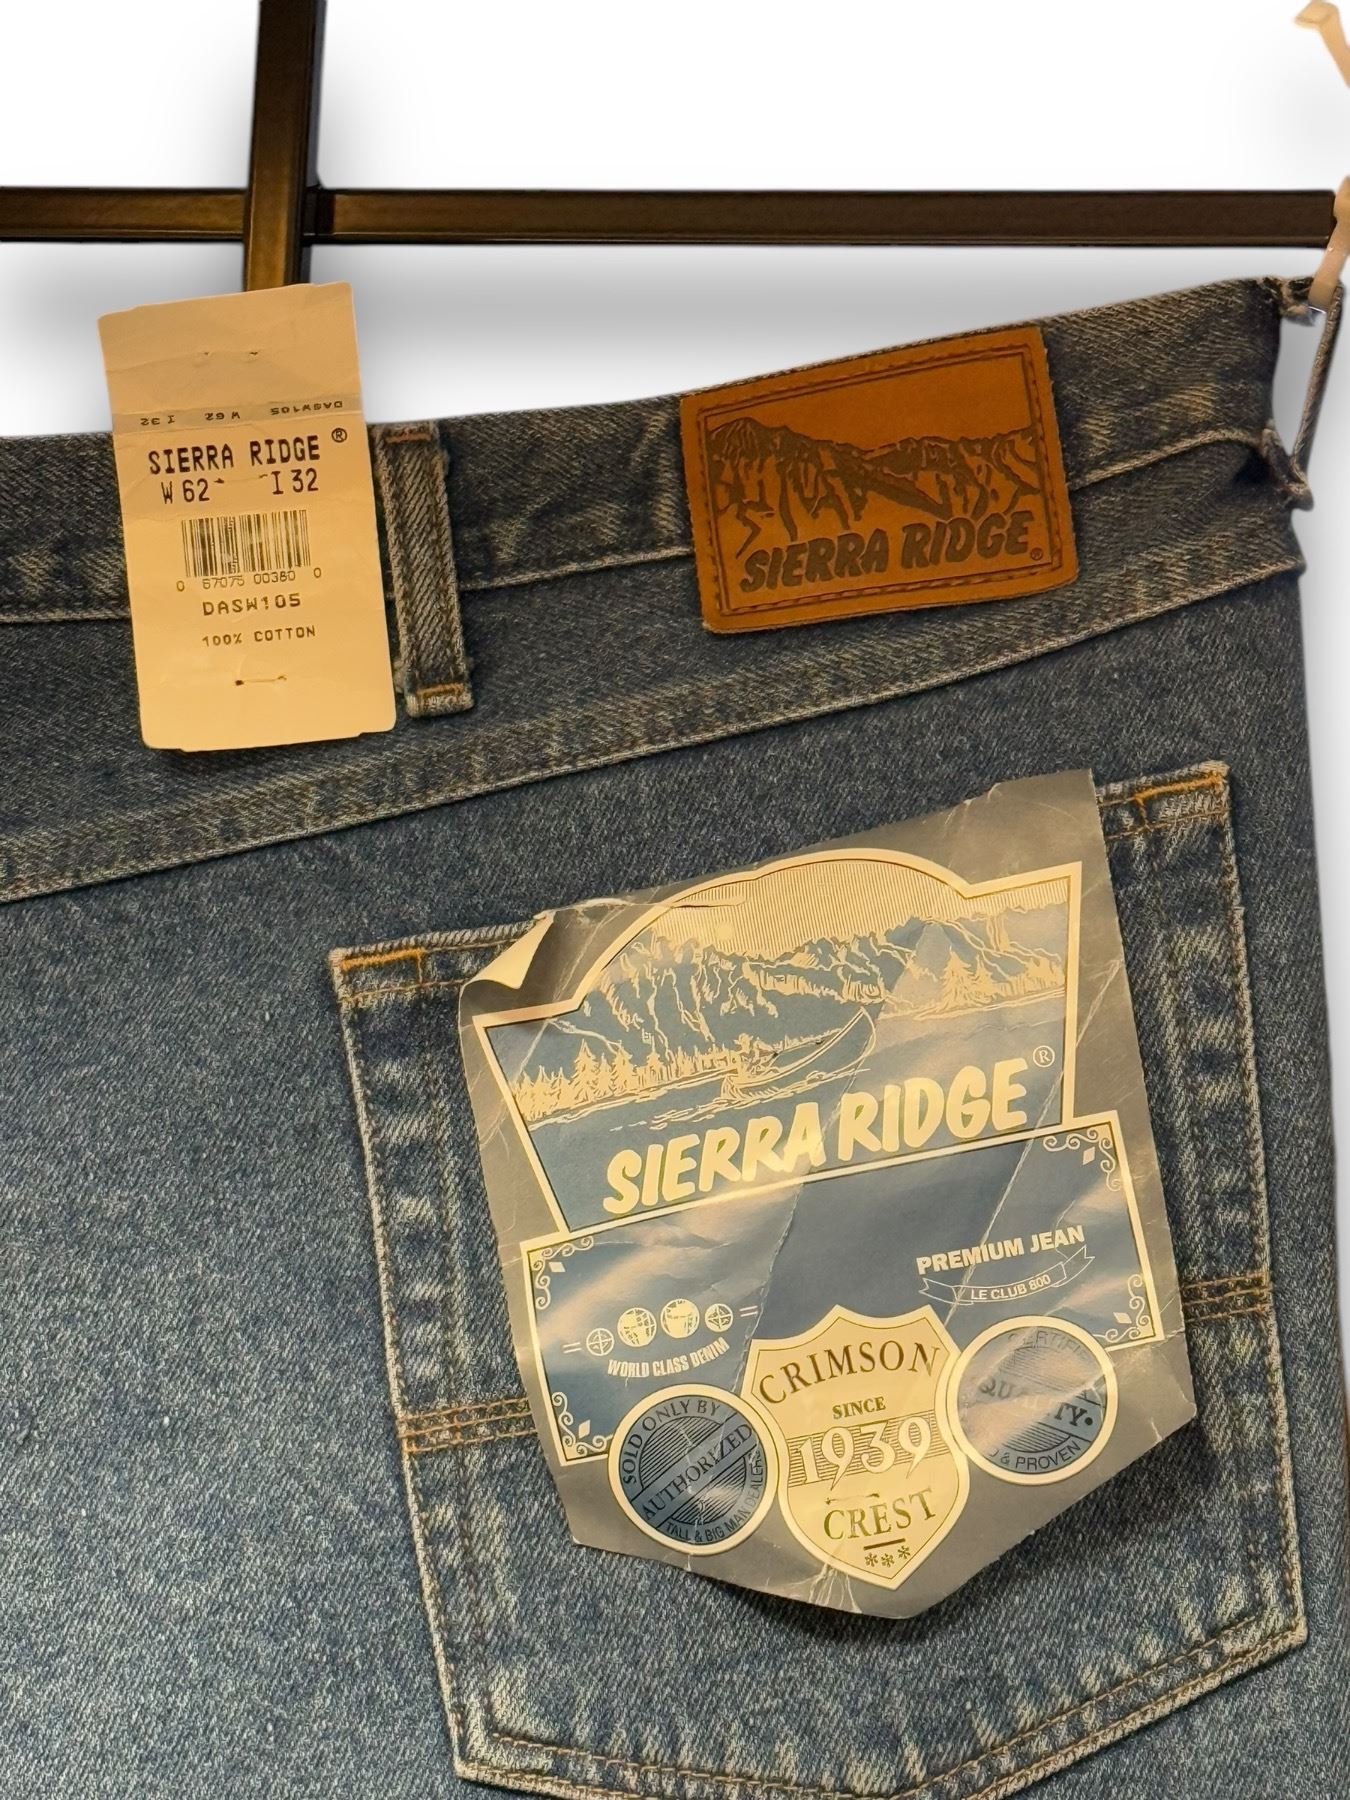 DASW105 W62 I 32
SIERRA RIDGE ®
W 62 I 32
0 67075 00380 0
DASW105
100% COTTON
SIERRA RIDGE ®
SIERRA RIDGE ®
PREMIUM JEAN
LE CLUB 800
WORLD CLASS DENIM
SOLD ONLY BY
AUTHORIZED
TALL & BIG MAN DEALERS
CRIMSON
SINCE
1939
CREST
***
CERTIFIED
QUALITY
& PROVEN